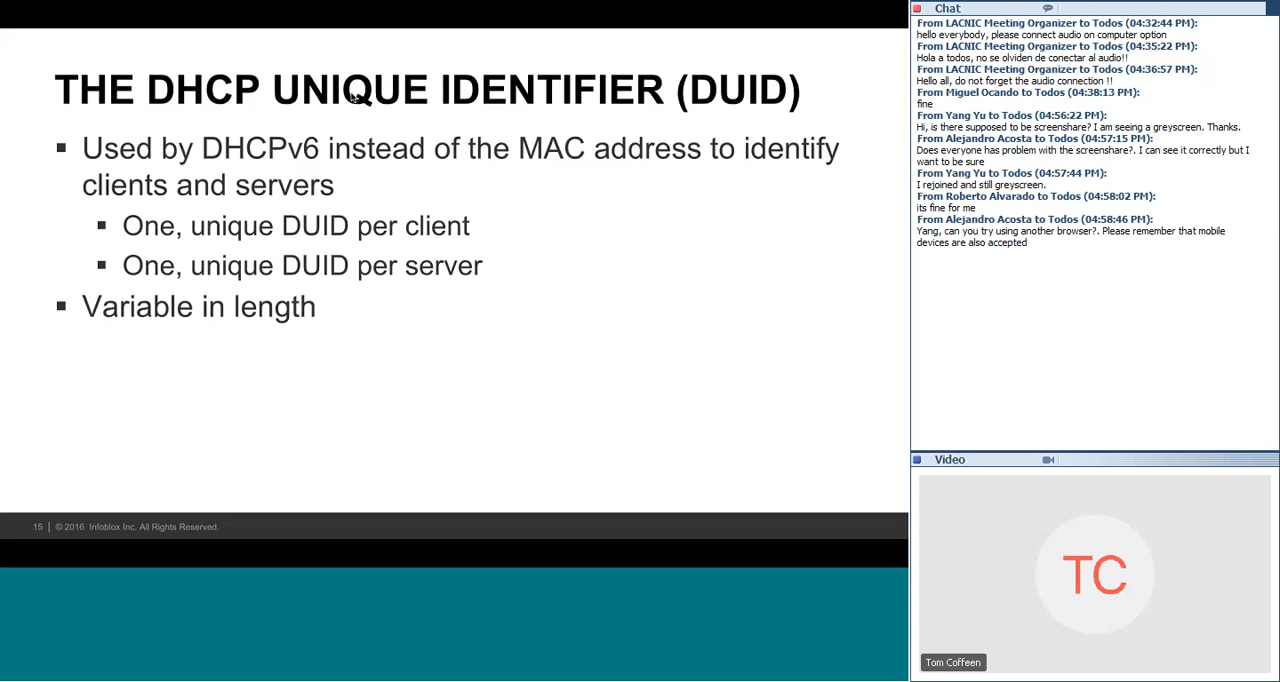 THE DHCP UNIQUE IDENTIFIER (DUID)
▪ Used by DHCPv6 instead of the MAC address to identify
clients and servers
▪ One, unique DUID per client
▪ One, unique DUID per server
▪ Variable in length
15 | © 2016 Infoblox Inc. All Rights Reserved.
Chat
From LACNIC Meeting Organizer to Todos (04:32:44 PM):
hello everybody, please connect audio on computer option
From LACNIC Meeting Organizer to Todos (04:35:22 PM):
Hola a todos, no se olviden de conectar al audio!!
From LACNIC Meeting Organizer to Todos (04:36:57 PM):
Hello all, do not forget the audio connection !!
From Miguel Ocando to Todos (04:38:13 PM):
fine
From Yang Yu to Todos (04:56:22 PM):
Hi, is there supposed to be screenshare? I am seeing a greyscreen. Thanks.
From Alejandro Acosta to Todos (04:57:15 PM):
Does everyone has problem with the screenshare?. I can see it correctly but I
want to be sure
From Yang Yu to Todos (04:57:44 PM):
I rejoined and still greyscreen.
From Roberto Alvarado to Todos (04:58:02 PM):
its fine for me
From Alejandro Acosta to Todos (04:58:46 PM):
Yang, can you try using another browser?. Please remember that mobile
devices are also accepted
Video
TC
Tom Coffeen